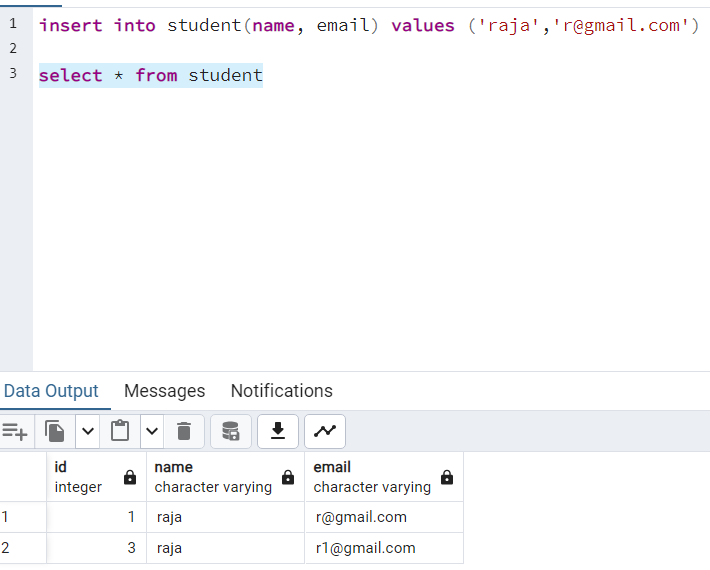 1 insert into student(name, email) values ('raja','r@gmail.com')
2
3 select * from student
Data Output Messages Notifications
id name email
integer character varying character varying
1 1 raja r@gmail.com
2 3 raja r1@gmail.com